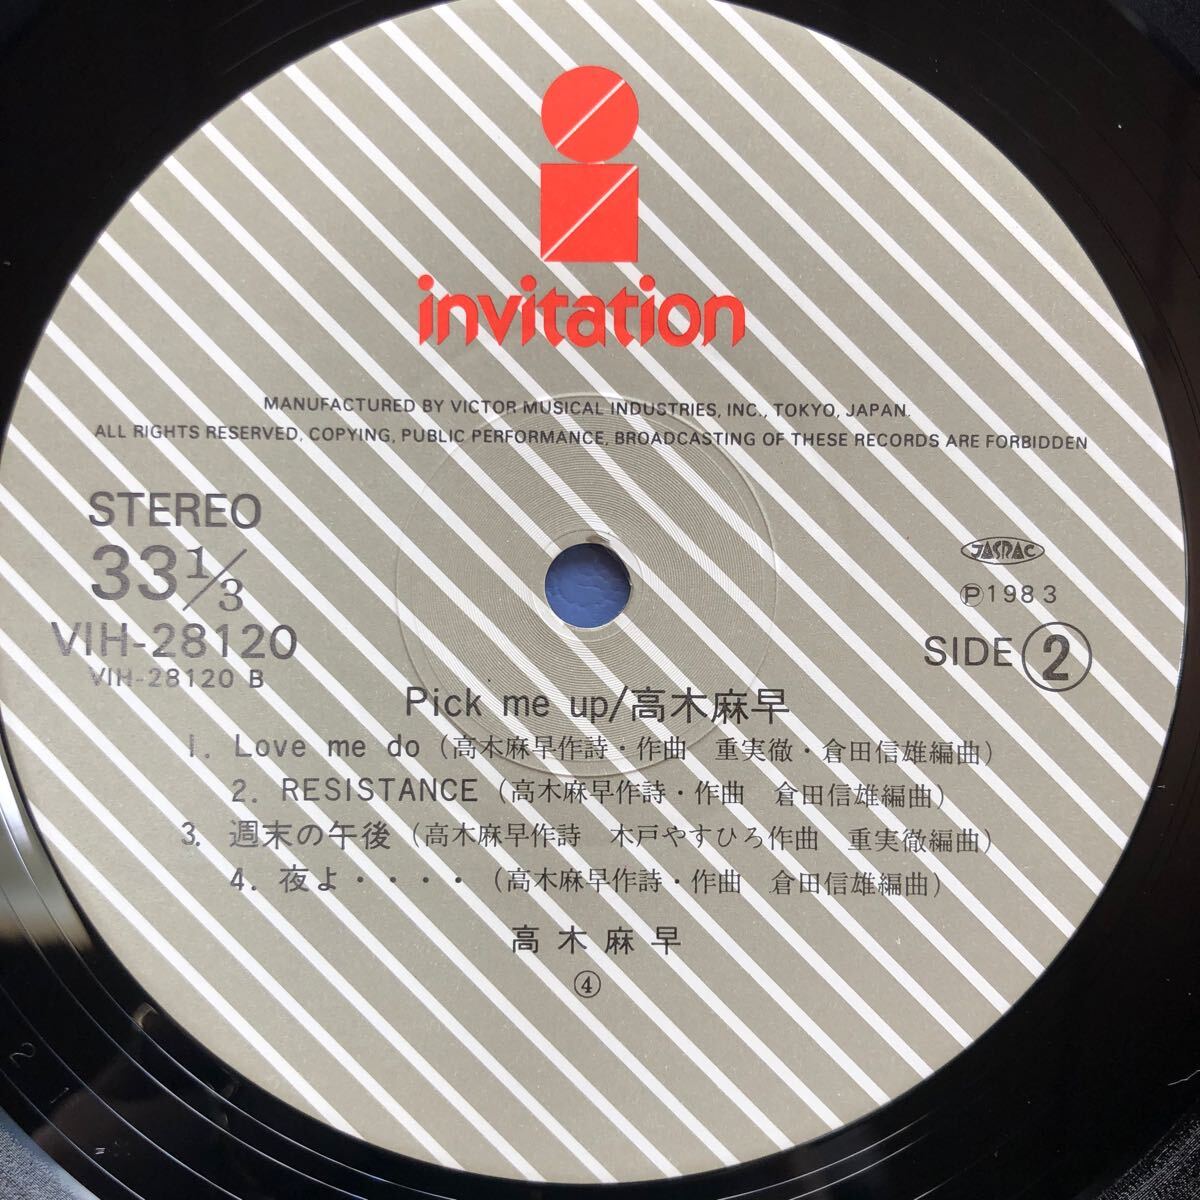 invitation
MANUFACTURED BY VICTOR MUSICAL INDUSTRIES, INC., TOKYO, JAPAN.
ALL RIGHTS RESERVED, COPYING, PUBLIC PERFORMANCE, BROADCASTING OF THESE RECORDS ARE FORBIDDEN
STEREO
33 1/3
VIH-28120
VIH-28120 B
JASRAC
Ⓟ1983
SIDE ②
Pick me up/高木麻早
1. Love me do (高木麻早作詩・作曲 重実徹・倉田信雄編曲)
2. RESISTANCE (高木麻早作詩・作曲 倉田信雄編曲)
3. 週末の午後 (高木麻早作詩 木戸やすひろ作曲 重実徹編曲)
4. 夜よ・・・・ (高木麻早作詩・作曲 倉田信雄編曲)
高木麻早
④
2 1